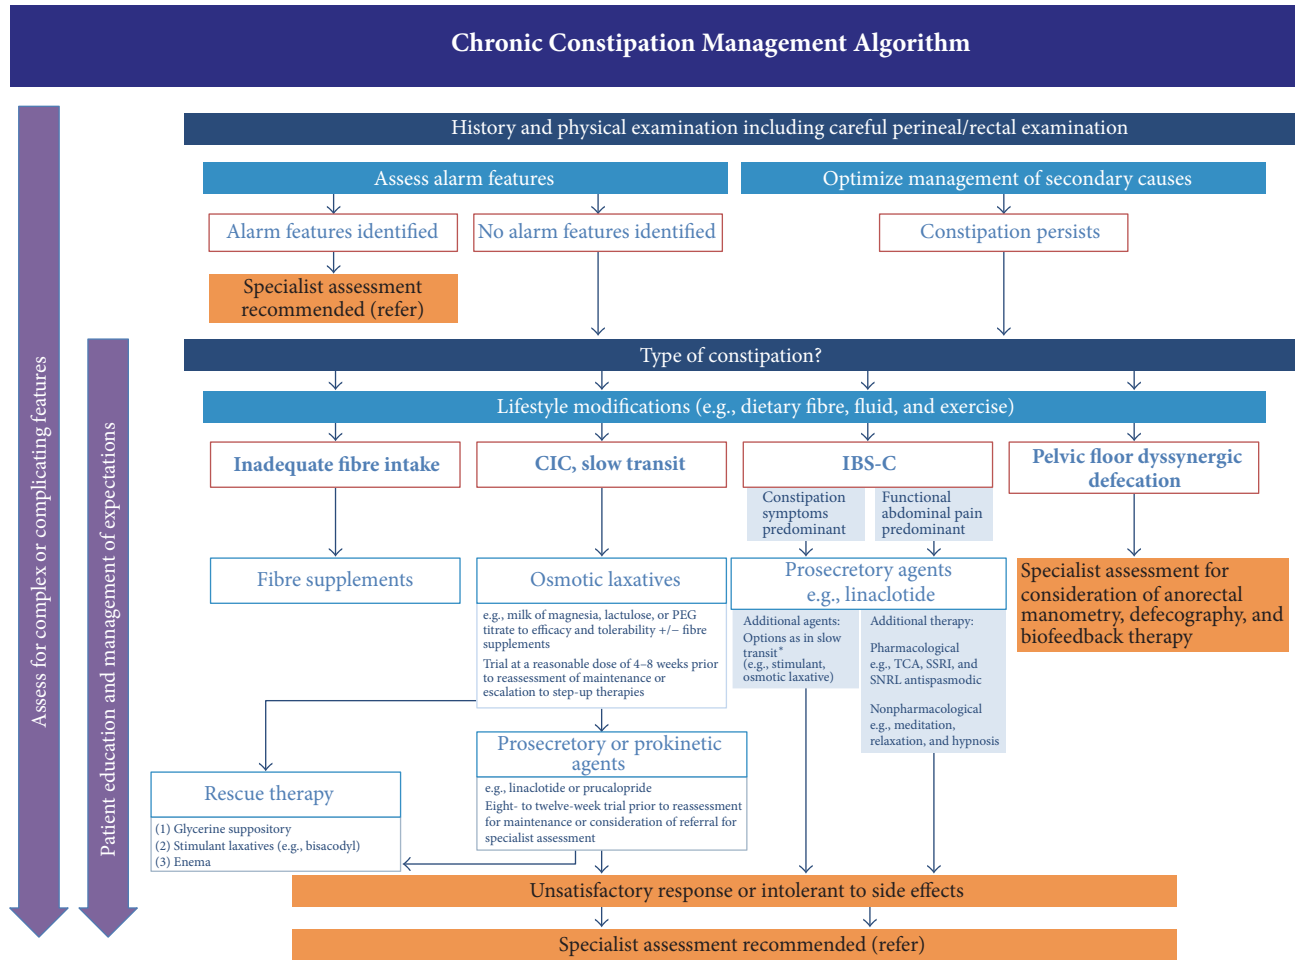 Chronic Constipation Management Algorithm
History and physical examination including careful perineal/rectal examination
Assess alarm features
Optimize management of secondary causes
Alarm features identified
No alarm features identified
Constipation persists
Specialist assessment
recommended (refer)
Type of constipation?
Lifestyle modifications (e.g., dietary fibre, fluid, and exercise)
Inadequate fibre intake
CIC, slow transit
IBS-C
Pelvic floor dyssynergic
defecation
Constipation
symptoms
predominant
Functional
abdominal pain
predominant
Fibre supplements
Osmotic laxatives
e.g., milk of magnesia, lactulose, or PEG
titrate to efficacy and tolerability +/− fibre
supplements
Trial at a reasonable dose of 4–8 weeks prior
to reassessment of maintenance or
escalation to step-up therapies
Prosecretory agents
e.g., linaclotide
Additional agents:
Options as in slow
transit*
(e.g., stimulant,
osmotic laxative)
Additional therapy:
Pharmacological
e.g., TCA, SSRI, and
SNRL antispasmodic
Nonpharmacological
e.g., meditation,
relaxation, and hypnosis
Specialist assessment for
consideration of anorectal
manometry, defecography, and
biofeedback therapy
Prosecretory or prokinetic
agents
e.g., linaclotide or prucalopride
Eight- to twelve-week trial prior to reassessment
for maintenance or consideration of referral for
specialist assessment
Rescue therapy
(1) Glycerine suppository
(2) Stimulant laxatives (e.g., bisacodyl)
(3) Enema
Unsatisfactory response or intolerant to side effects
Specialist assessment recommended (refer)
Assess for complex or complicating features
Patient education and management of expectations